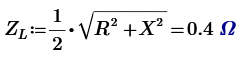 Z_L := 1/2 • √(R² + X²) = 0.4 Ω